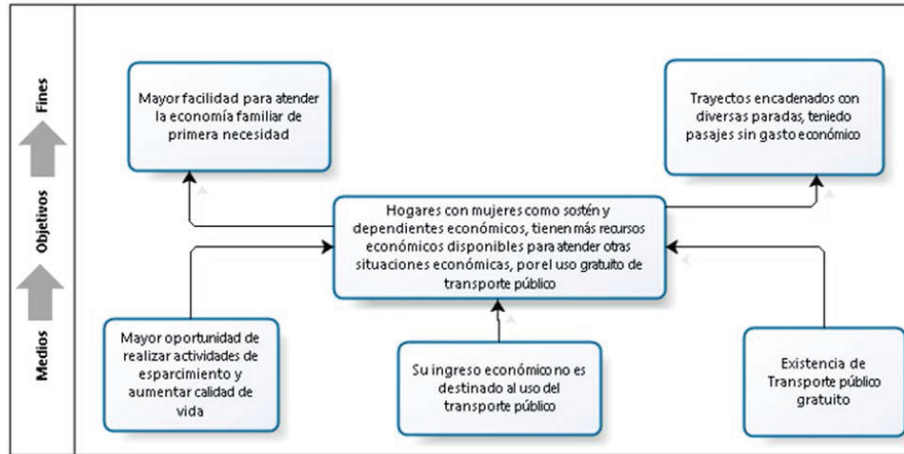 Fines
Objetivos
Medios
Mayor facilidad para atender
la economía familiar de
primera necesidad
Trayectos encadenados con
diversas paradas, teniedo
pasajes sin gasto económico
Hogares con mujeres como sostén y
dependientes económicos, tienen más recursos
económicos disponibles para atender otras
situaciones económicas, por el uso gratuito de
transporte público
Mayor oportunidad de
realizar actividades de
esparcimiento y
aumentar calidad de
vida
Su ingreso económico no es
destinado al uso del
transporte público
Existencia de
Transporte público
gratuito